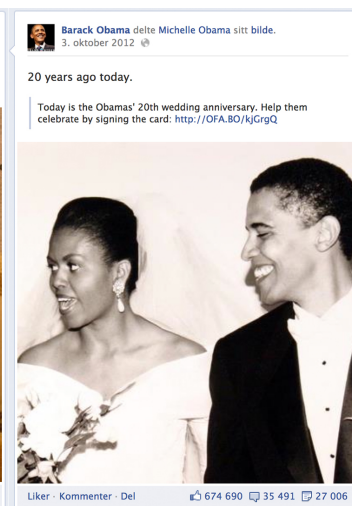 Barack Obama delte Michelle Obama sitt bilde.
3. oktober 2012
20 years ago today.
Today is the Obamas' 20th wedding anniversary. Help them
celebrate by signing the card: http://OFA.BO/kjGrgQ
Liker · Kommenter · Del 674 690 35 491 27 006